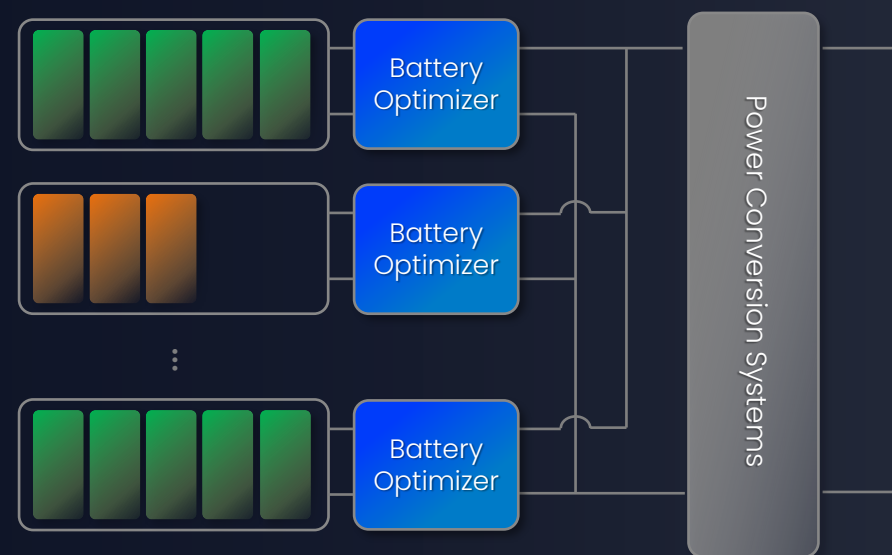 Battery
Optimizer
Battery
Optimizer
Battery
Optimizer
Power Conversion Systems